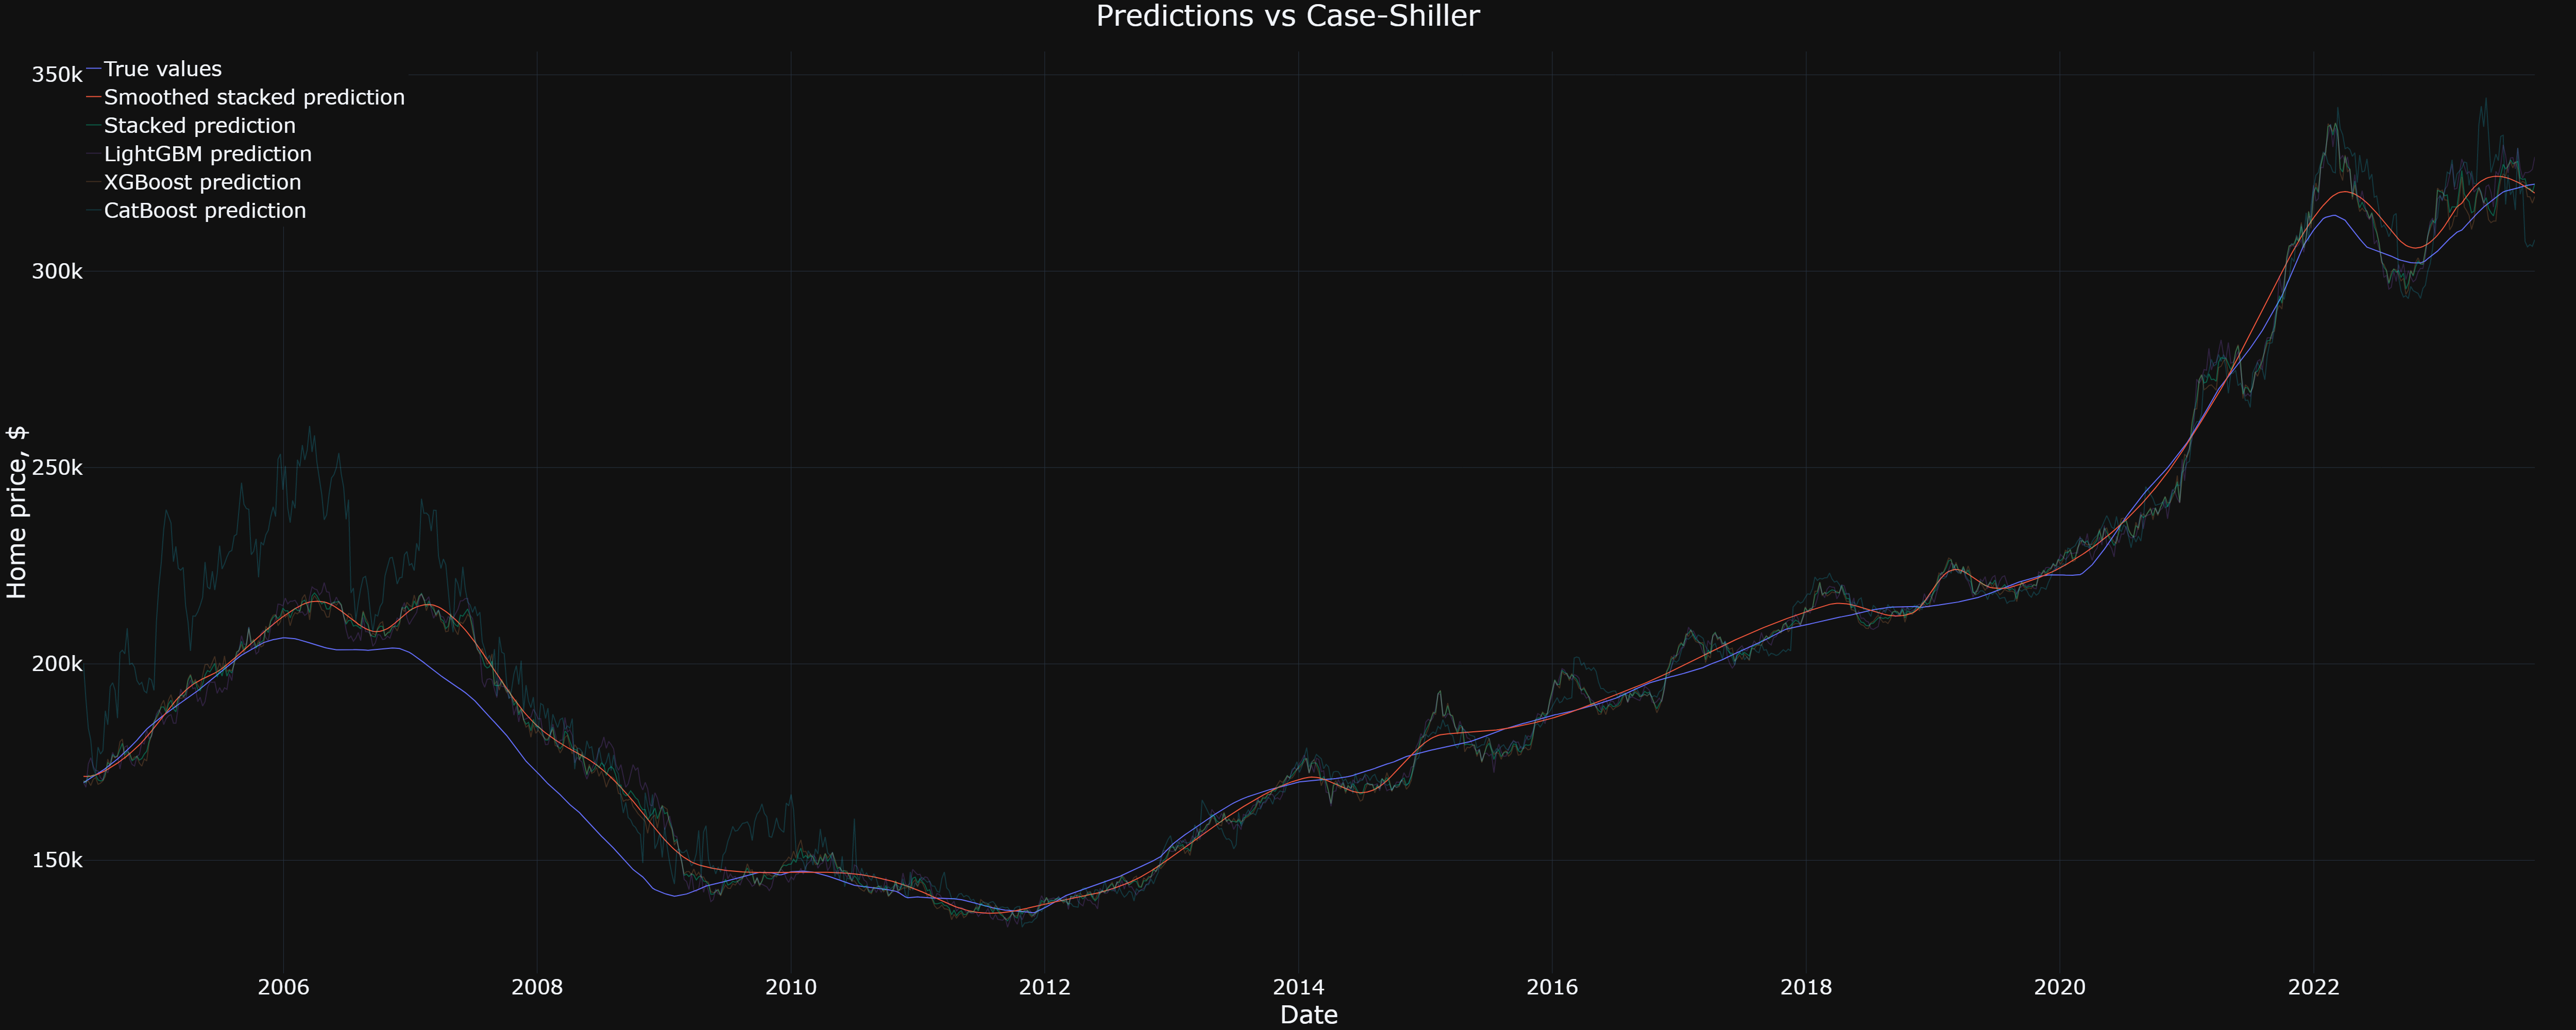 Predictions vs Case-Shiller
True values
Smoothed stacked prediction
Stacked prediction
LightGBM prediction
XGBoost prediction
CatBoost prediction
Home price, $
350k
300k
250k
200k
150k
2006
2008
2010
2012
2014
2016
2018
2020
2022
Date